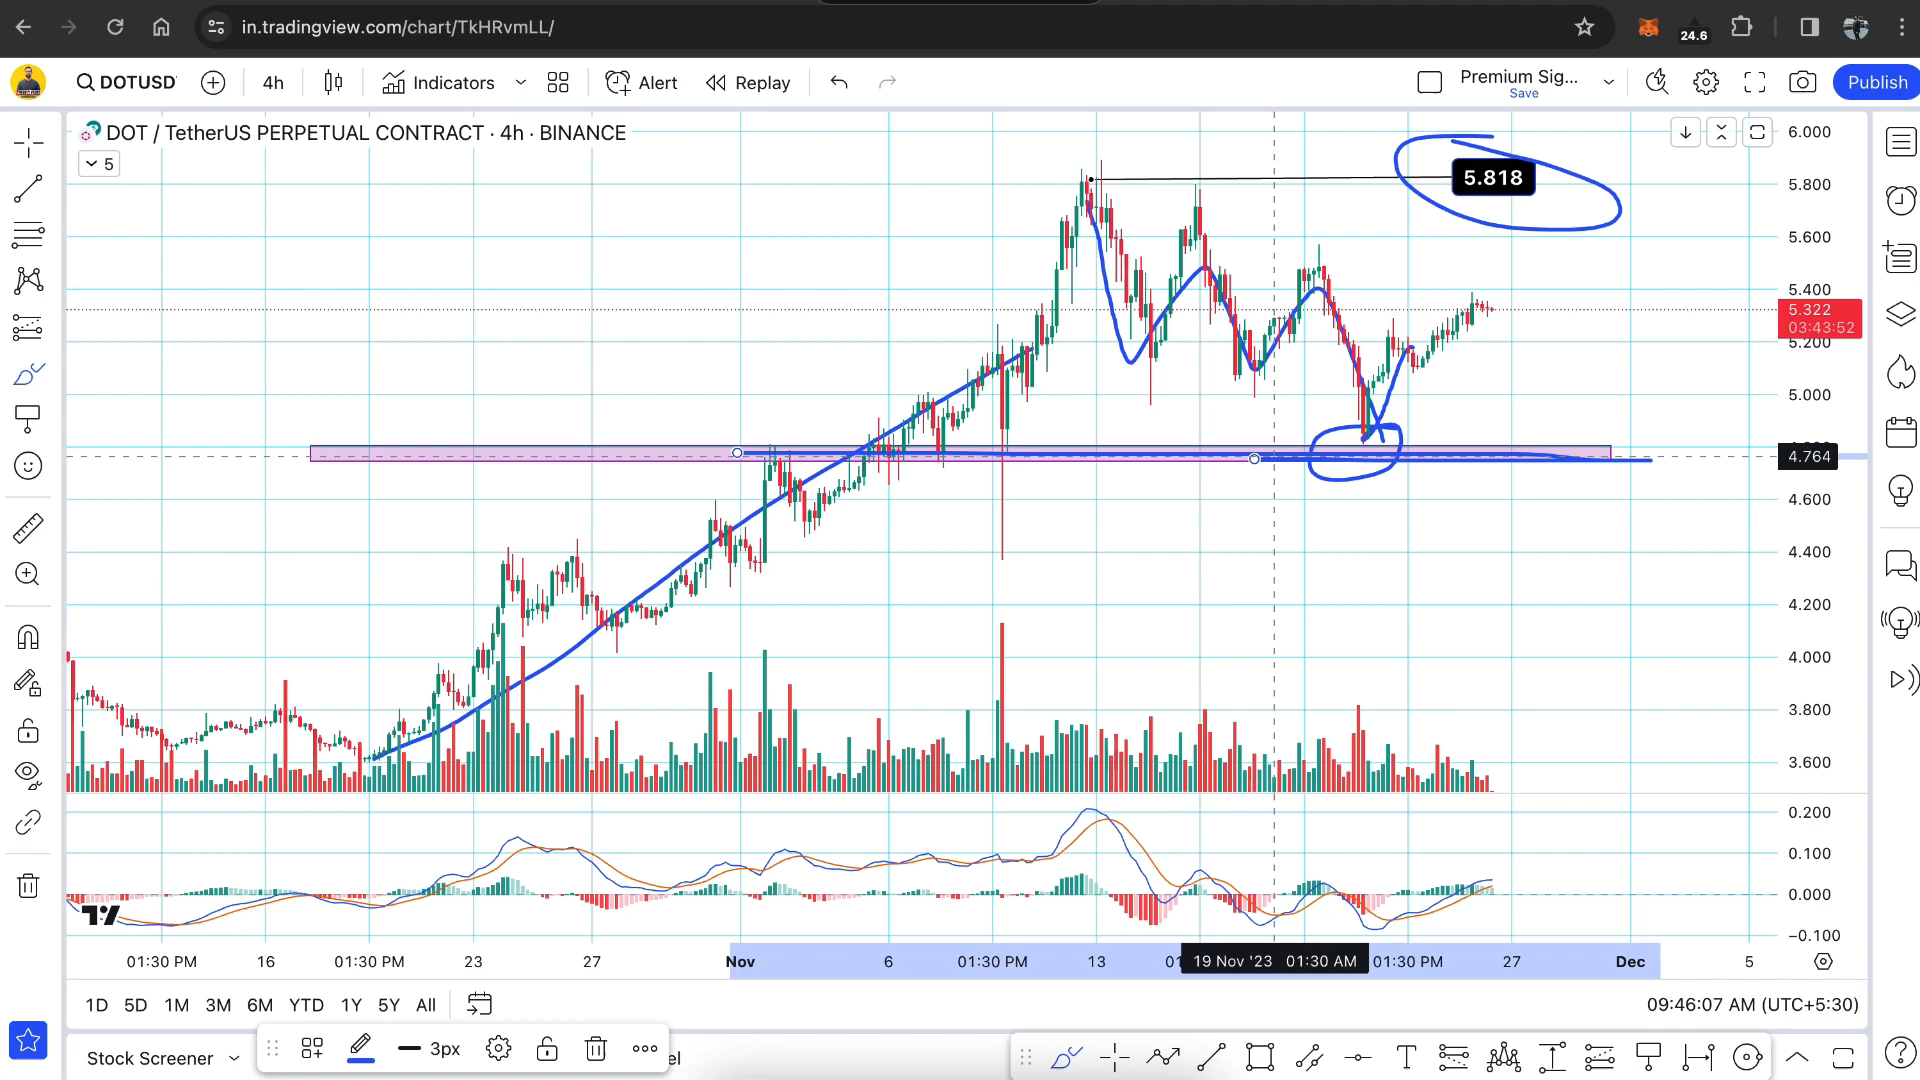 in.tradingview.com/chart/TkHRvmLL/
24.6
DOTUSD
4h
Indicators
Alert
Replay
Premium Sig...
Save
Publish
DOT / TetherUS PERPETUAL CONTRACT · 4h · BINANCE
5
5.818
6.000
5.800
5.600
5.400
5.322
03:43:52
5.200
5.000
4.764
4.600
4.400
4.200
4.000
3.800
3.600
0.200
0.100
0.000
−0.100
01:30 PM 16 01:30 PM 23 27 Nov 6 01:30 PM 13 01 19 Nov '23 01:30 AM 01:30 PM 27 Dec 5
1D 5D 1M 3M 6M YTD 1Y 5Y All
09:46:07 AM (UTC+5:30)
Stock Screener
3px
el